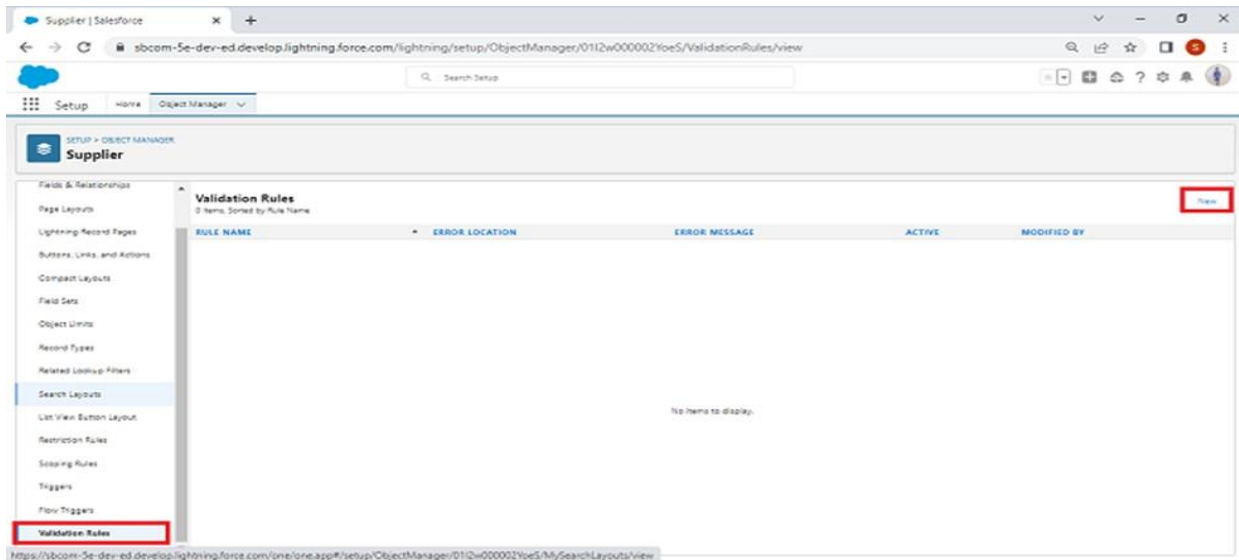 Supplier | Salesforce
sbcom-5e-dev-ed.develop.lightning.force.com/lightning/setup/ObjectManager/01I2w000002YoeS/ValidationRules/view
S
Search Setup
Setup Home Object Manager
SETUP > OBJECT MANAGER
Supplier
Fields & Relationships
Page Layouts
Lightning Record Pages
Buttons, Links, and Actions
Compact Layouts
Field Sets
Object Limits
Record Types
Related Lookup Filters
Search Layouts
List View Button Layout
Restriction Rules
Scoping Rules
Triggers
Flow Triggers
Validation Rules
Validation Rules
0 items, Sorted by Rule Name
New
RULE NAME ERROR LOCATION ERROR MESSAGE ACTIVE MODIFIED BY
No items to display.
https://sbcom-5e-dev-ed.develop.lightning.force.com/one/one.app#/setup/ObjectManager/01I2w000002YoeS/MySearchLayouts/view